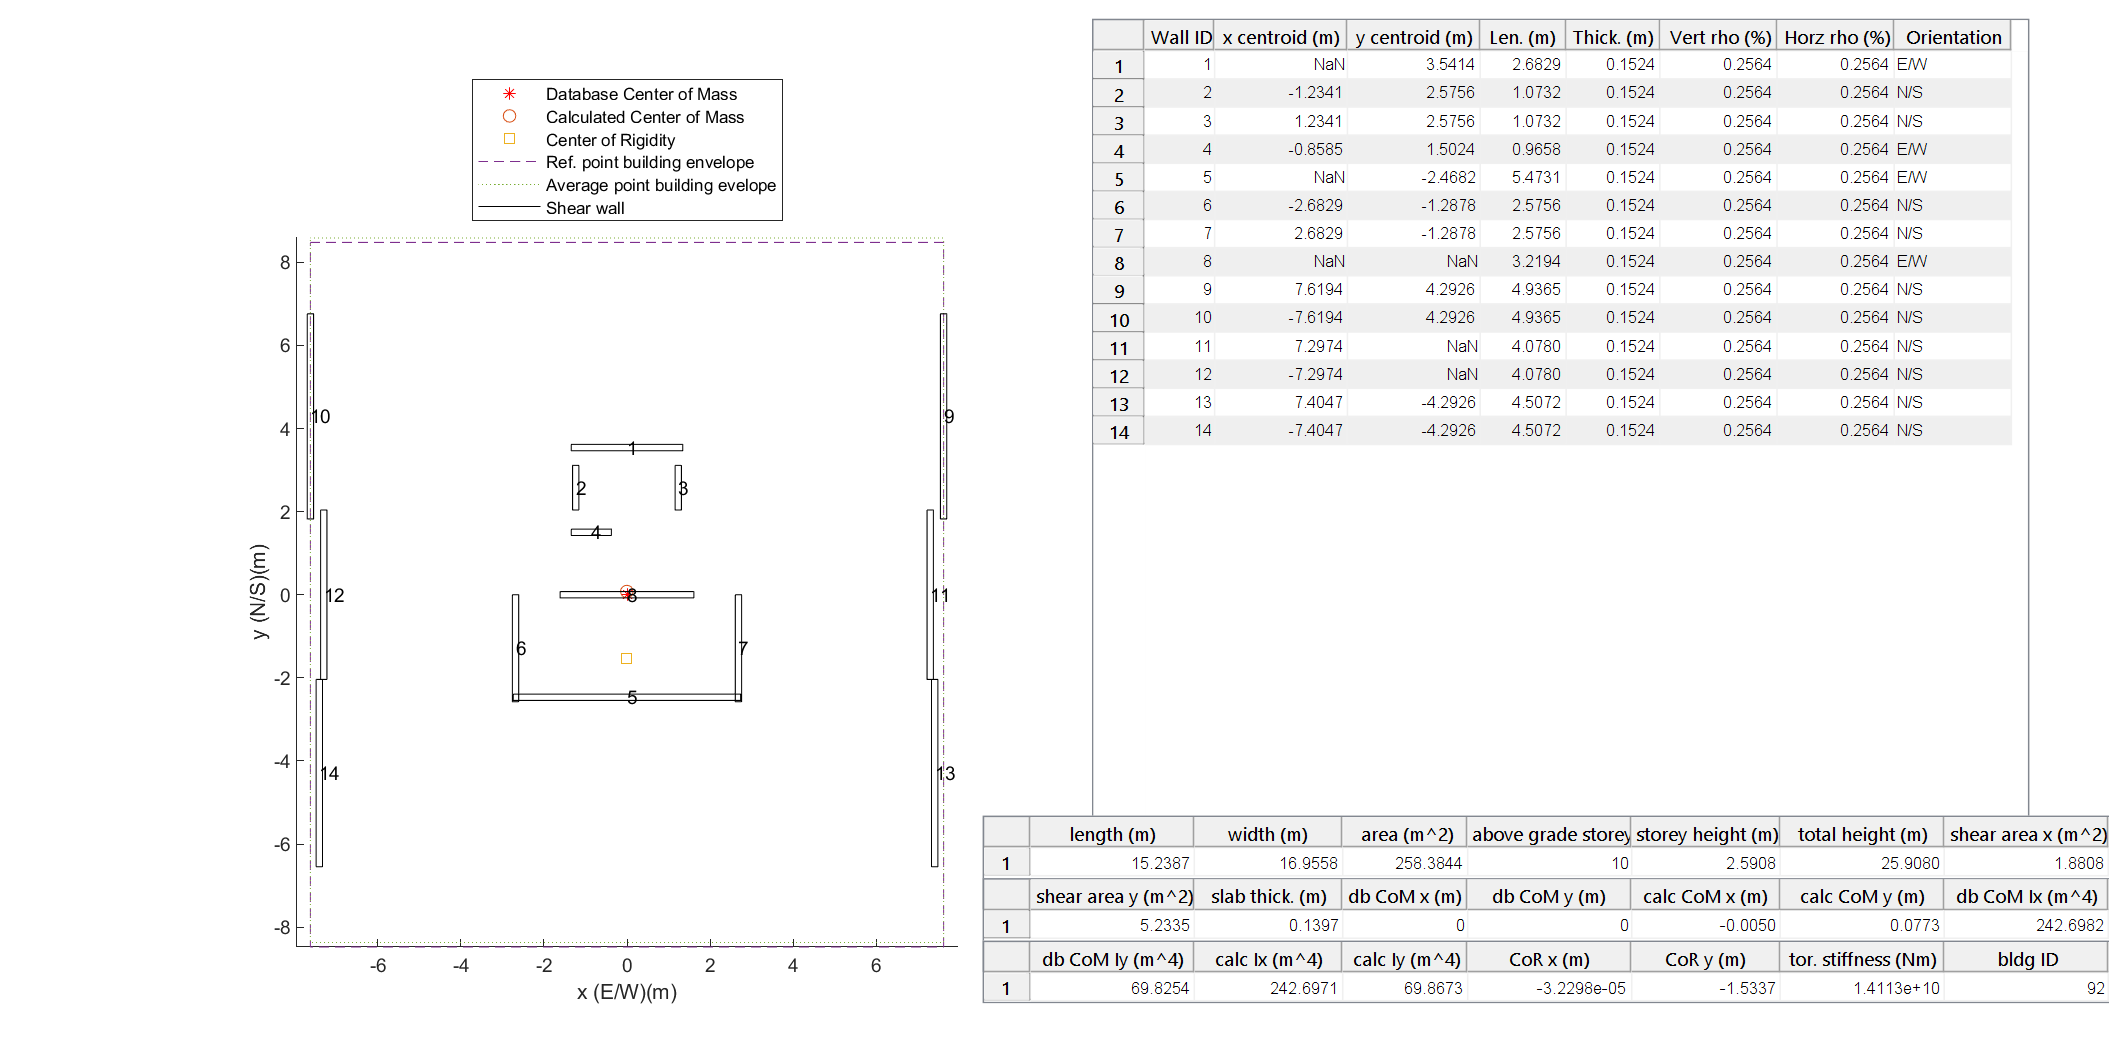 Database Center of Mass
Calculated Center of Mass
Center of Rigidity
Ref. point building envelope
Average point building evelope
Shear wall
8
6
4
2
0
-2
-4
-6
-8
y (N/S)(m)
-6 -4 -2 0 2 4 6
x (E/W)(m)
10
9
1
2
3
4
12
8
11
6
7
5
14
13
Wall ID x centroid (m) y centroid (m) Len. (m) Thick. (m) Vert rho (%) Horz rho (%) Orientation
1 1 NaN 3.5414 2.6829 0.1524 0.2564 0.2564 E/W
2 2 -1.2341 2.5756 1.0732 0.1524 0.2564 0.2564 N/S
3 3 1.2341 2.5756 1.0732 0.1524 0.2564 0.2564 N/S
4 4 -0.8585 1.5024 0.9658 0.1524 0.2564 0.2564 E/W
5 5 NaN -2.4682 5.4731 0.1524 0.2564 0.2564 E/W
6 6 -2.6829 -1.2878 2.5756 0.1524 0.2564 0.2564 N/S
7 7 2.6829 -1.2878 2.5756 0.1524 0.2564 0.2564 N/S
8 8 NaN NaN 3.2194 0.1524 0.2564 0.2564 E/W
9 9 7.6194 4.2926 4.9365 0.1524 0.2564 0.2564 N/S
10 10 -7.6194 4.2926 4.9365 0.1524 0.2564 0.2564 N/S
11 11 7.2974 NaN 4.0780 0.1524 0.2564 0.2564 N/S
12 12 -7.2974 NaN 4.0780 0.1524 0.2564 0.2564 N/S
13 13 7.4047 -4.2926 4.5072 0.1524 0.2564 0.2564 N/S
14 14 -7.4047 -4.2926 4.5072 0.1524 0.2564 0.2564 N/S
length (m) width (m) area (m^2) above grade storey storey height (m) total height (m) shear area x (m^2)
1 15.2387 16.9558 258.3844 10 2.5908 25.9080 1.8808
shear area y (m^2) slab thick. (m) db CoM x (m) db CoM y (m) calc CoM x (m) calc CoM y (m) db CoM Ix (m^4)
1 5.2335 0.1397 0 0 -0.0050 0.0773 242.6982
db CoM Iy (m^4) calc Ix (m^4) calc Iy (m^4) CoR x (m) CoR y (m) tor. stiffness (Nm) bldg ID
1 69.8254 242.6971 69.8673 -3.2298e-05 -1.5337 1.4113e+10 92